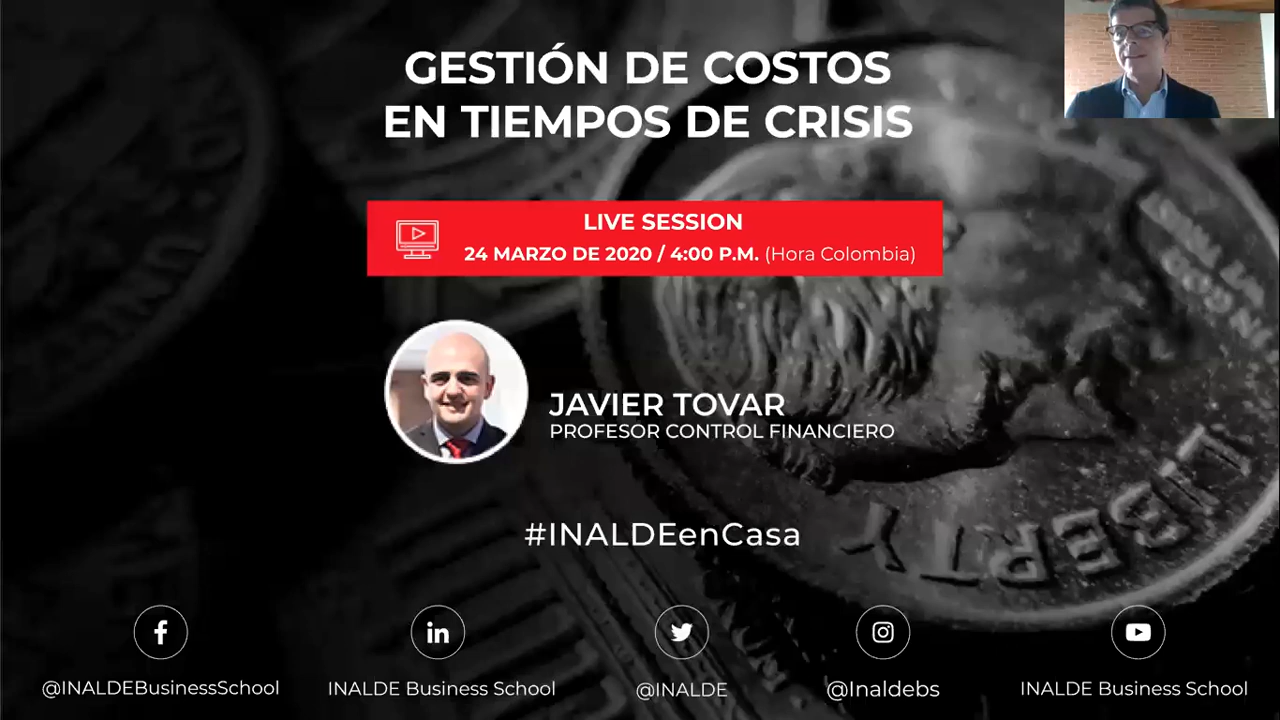 GESTIÓN DE COSTOS
EN TIEMPOS DE CRISIS
LIVE SESSION
24 MARZO DE 2020 / 4:00 P.M. (Hora Colombia)
JAVIER TOVAR
PROFESOR CONTROL FINANCIERO
#INALDEenCasa
LIBERTY
@INALDEBusinessSchool
INALDE Business School
@INALDE
@Inaldebs
INALDE Business School